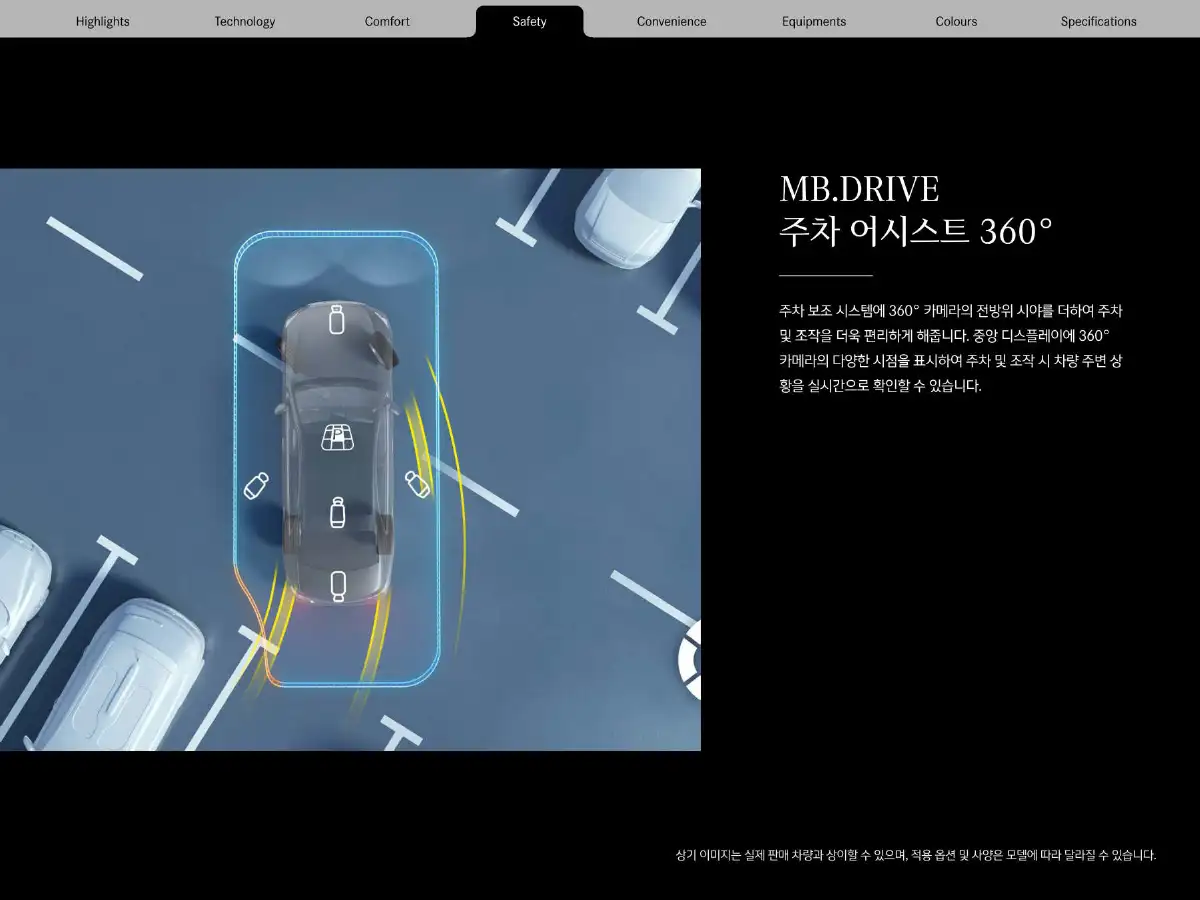 Highlights
Technology
Comfort
Safety
Convenience
Equipments
Colours
Specifications
MB.DRIVE
주차 어시스트 360°
주차 보조 시스템에 360° 카메라의 전방위 시야를 더하여 주차
및 조작을 더욱 편리하게 해줍니다. 중앙 디스플레이에 360°
카메라의 다양한 시점을 표시하여 주차 및 조작 시 차량 주변 상
황을 실시간으로 확인할 수 있습니다.
P
상기 이미지는 실제 판매 차량과 상이할 수 있으며, 적용 옵션 및 사양은 모델에 따라 달라질 수 있습니다.